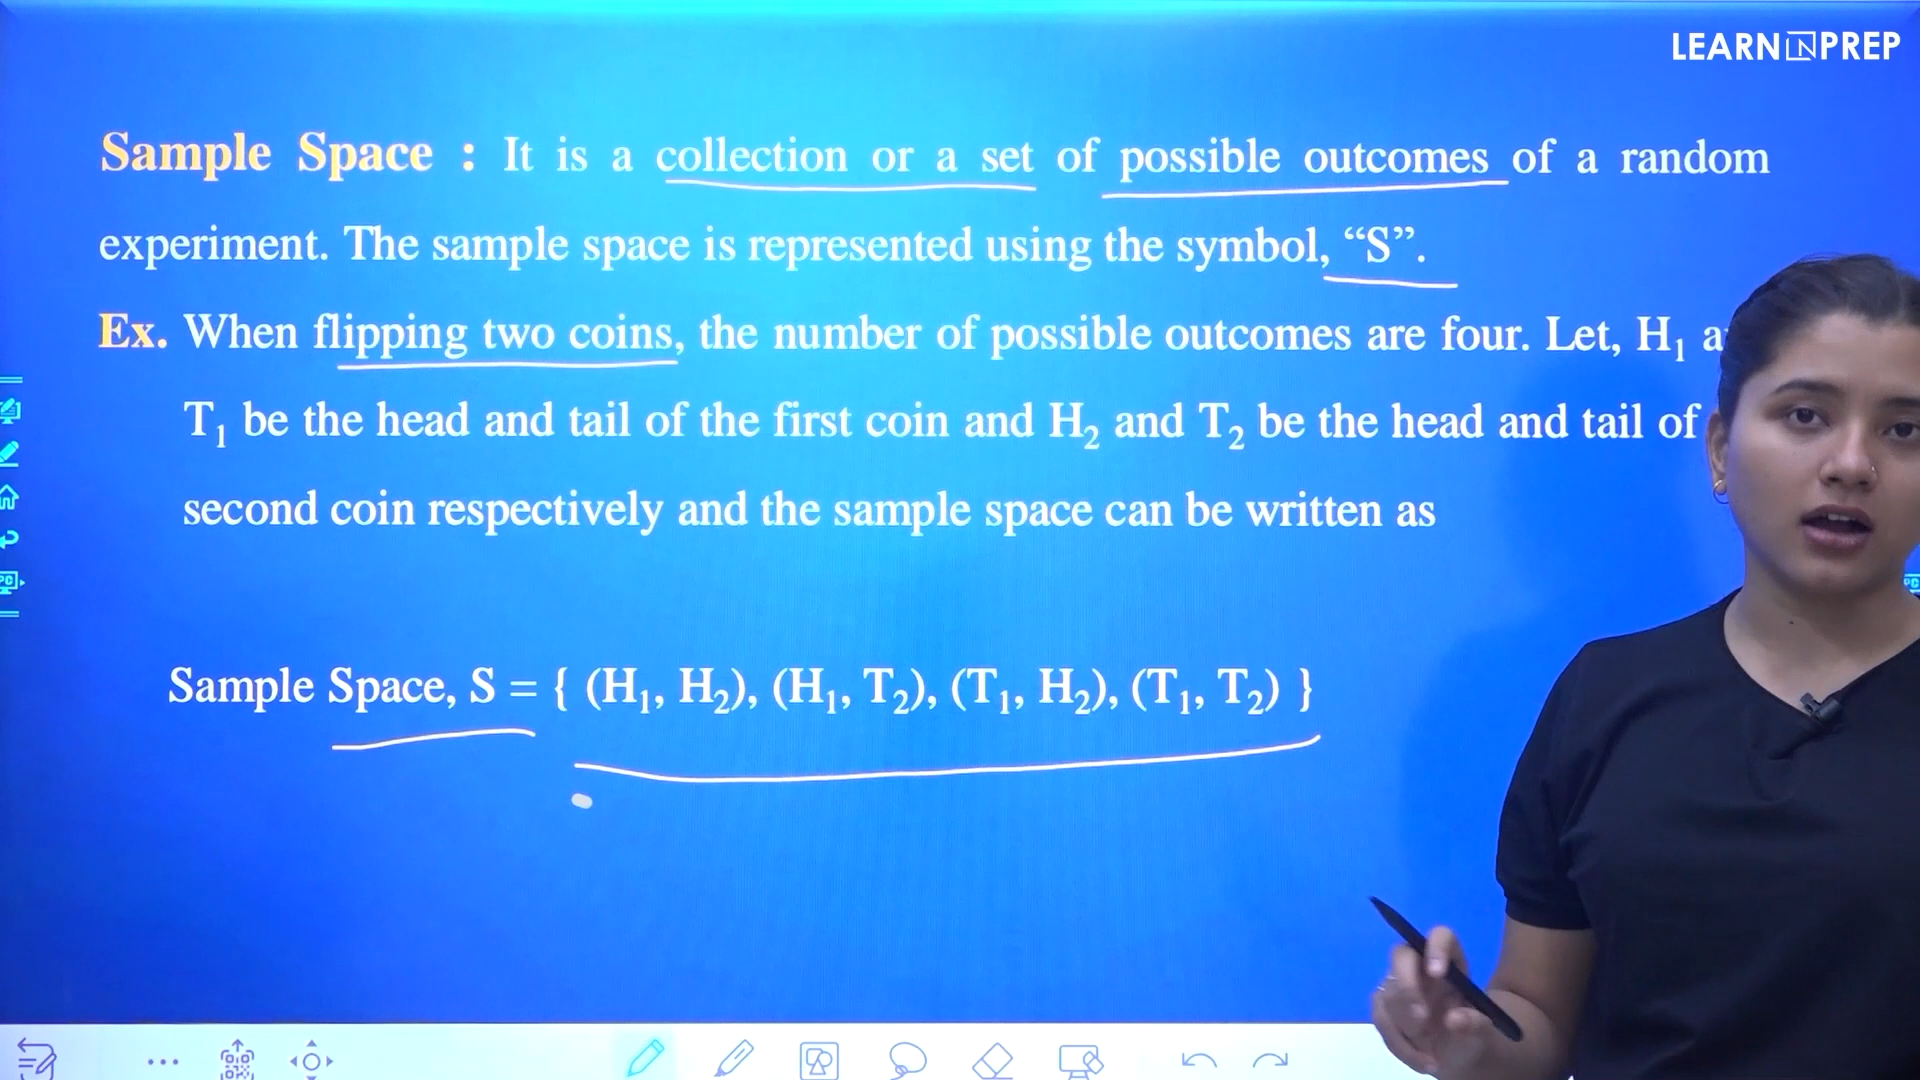 LEARNINPREP
Sample Space : It is a collection or a set of possible outcomes of a random
experiment. The sample space is represented using the symbol, “S”.
Ex. When flipping two coins, the number of possible outcomes are four. Let, H₁
T₁ be the head and tail of the first coin and H₂ and T₂ be the head and tail of
second coin respectively and the sample space can be written as
Sample Space, S = { (H₁, H₂), (H₁, T₂), (T₁, H₂), (T₁, T₂) }